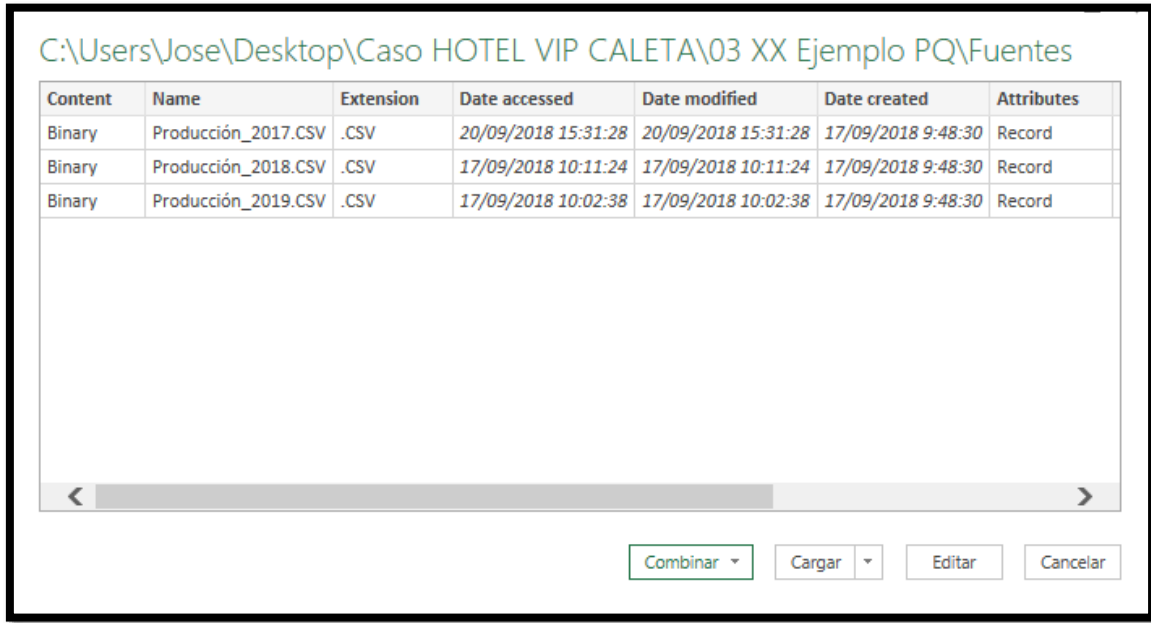 C:\Users\Jose\Desktop\Caso HOTEL VIP CALETA\03 XX Ejemplo PQ\Fuentes
Content Name Extension Date accessed Date modified Date created Attributes
Binary Producción_2017.CSV .CSV 20/09/2018 15:31:28 20/09/2018 15:31:28 17/09/2018 9:48:30 Record
Binary Producción_2018.CSV .CSV 17/09/2018 10:11:24 17/09/2018 10:11:24 17/09/2018 9:48:30 Record
Binary Producción_2019.CSV .CSV 17/09/2018 10:02:38 17/09/2018 10:02:38 17/09/2018 9:48:30 Record
Combinar Cargar Editar Cancelar